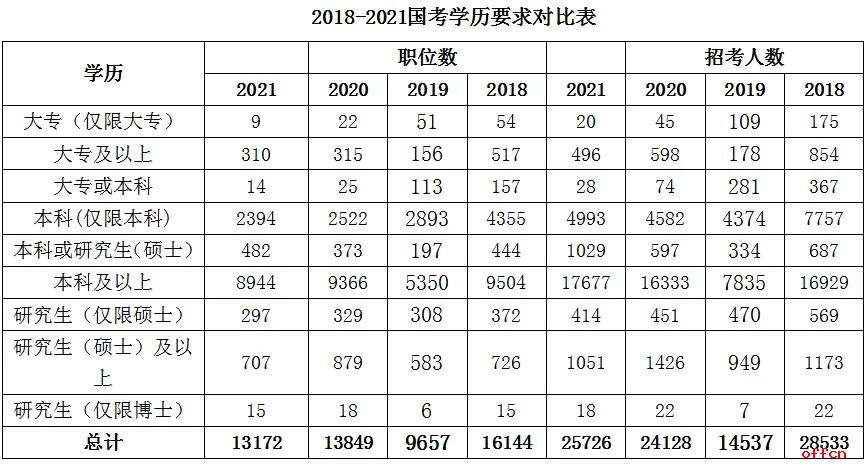 2018-2021国考学历要求对比表
学历 职位数 招考人数
2021 2020 2019 2018 2021 2020 2019 2018
大专（仅限大专） 9 22 51 54 20 45 109 175
大专及以上 310 315 156 517 496 598 178 854
大专或本科 14 25 113 157 28 74 281 367
本科(仅限本科) 2394 2522 2893 4355 4993 4582 4374 7757
本科或研究生(硕士） 482 373 197 444 1029 597 334 687
本科及以上 8944 9366 5350 9504 17677 16333 7835 16929
研究生（仅限硕士） 297 329 308 372 414 451 470 569
研究生（硕士）及以
上 707 879 583 726 1051 1426 949 1173
研究生（仅限博士） 15 18 6 15 18 22 7 22
总计 13172 13849 9657 16144 25726 24128 14537 28533
offcn